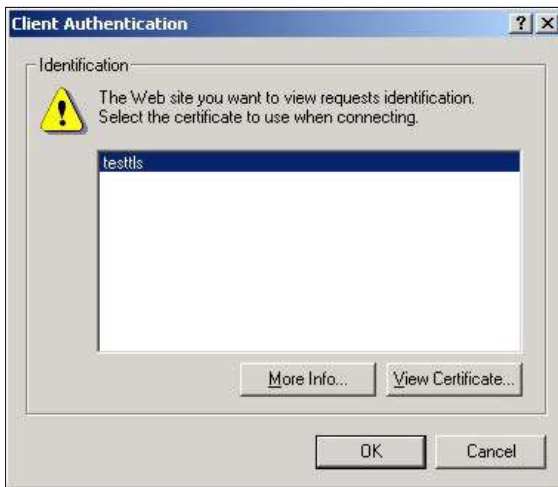 Client Authentication
Identification
The Web site you want to view requests identification.
Select the certificate to use when connecting.
testtls
More Info...
View Certificate...
OK
Cancel